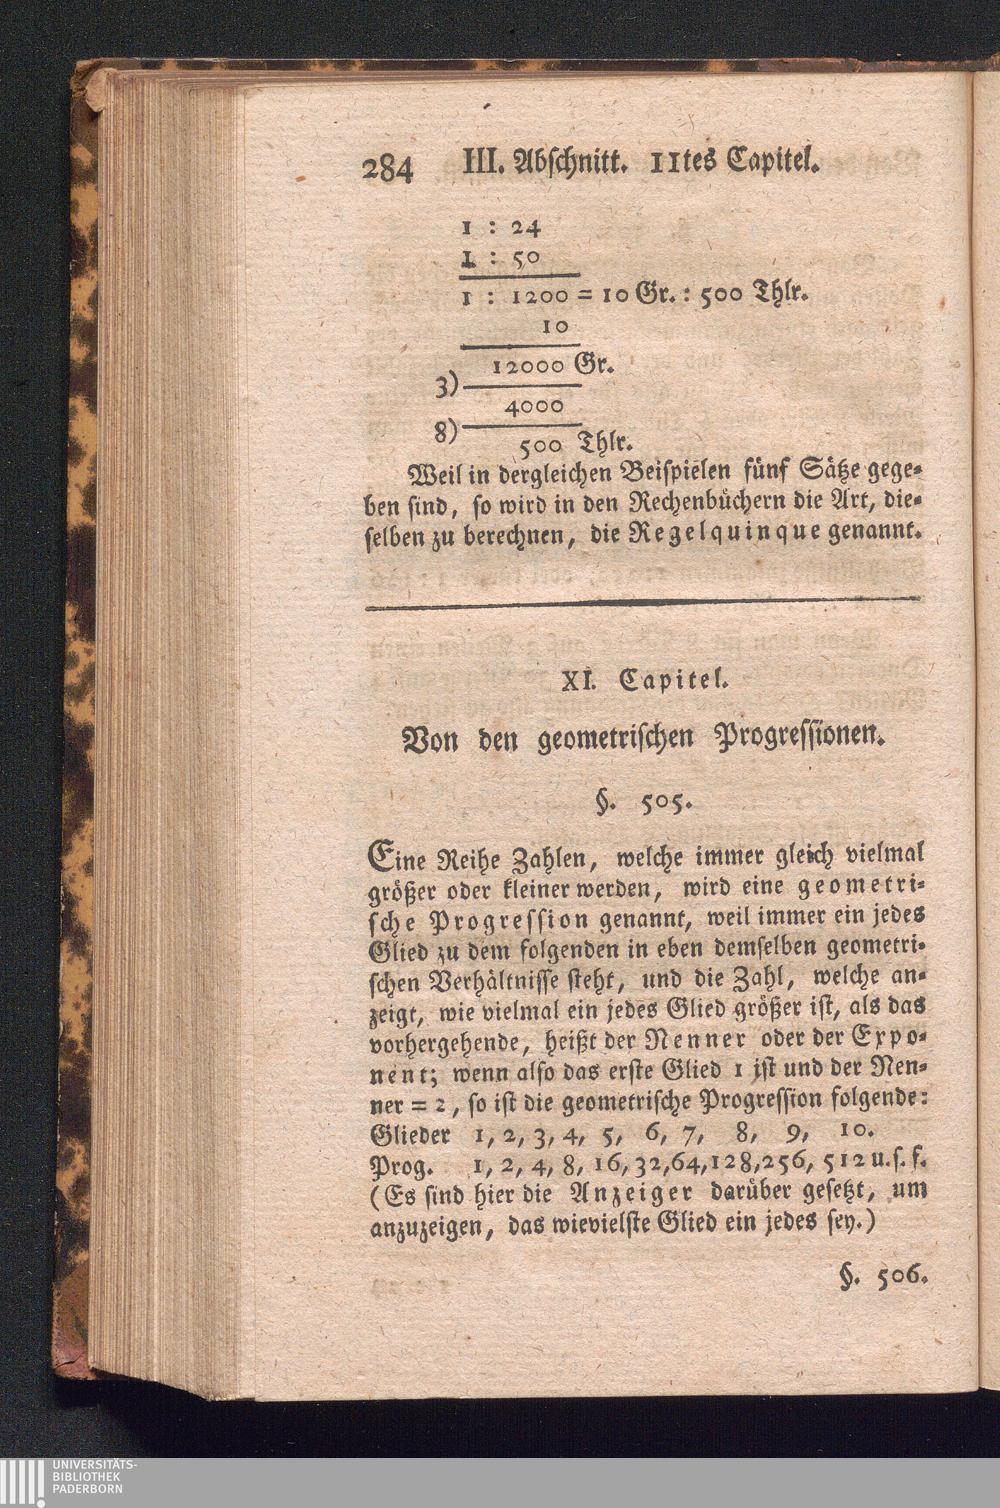 284 III. Abschnitt. 11tes Capitel.
1 : 24
1 : 50
1 : 1200 = 10 Gr. : 500 Thlr.
10
12000 Gr.
3)
4000
8)
500 Thlr.
Weil in dergleichen Beispielen fünf Sätze gege-
ben sind, so wird in den Rechenbüchern die Art, die-
selben zu berechnen, die Regelquinque genannt.
XI. Capitel.
Von den geometrischen Progressionen.
§. 505.
Eine Reihe Zahlen, welche immer gleich vielmal
größer oder kleiner werden, wird eine geometri-
sche Progression genannt, weil immer ein jedes
Glied zu dem folgenden in eben demselben geometri-
schen Verhältnisse steht, und die Zahl, welche an-
zeigt, wie vielmal ein jedes Glied größer ist, als das
vorhergehende, heißt der Nenner oder der Expo-
nent; wenn also das erste Glied 1 ist und der Nen-
ner = 2, so ist die geometrische Progression folgende:
Glieder 1, 2, 3, 4, 5, 6, 7, 8, 9, 10.
Prog. 1, 2, 4, 8, 16, 32, 64, 128, 256, 512 u. s. f.
(Es sind hier die Anzeiger darüber gesetzt, um
anzuzeigen, das wievielste Glied ein jedes sey.)
§. 506.
UNIVERSITÄTS-
BIBLIOTHEK
PADERBORN